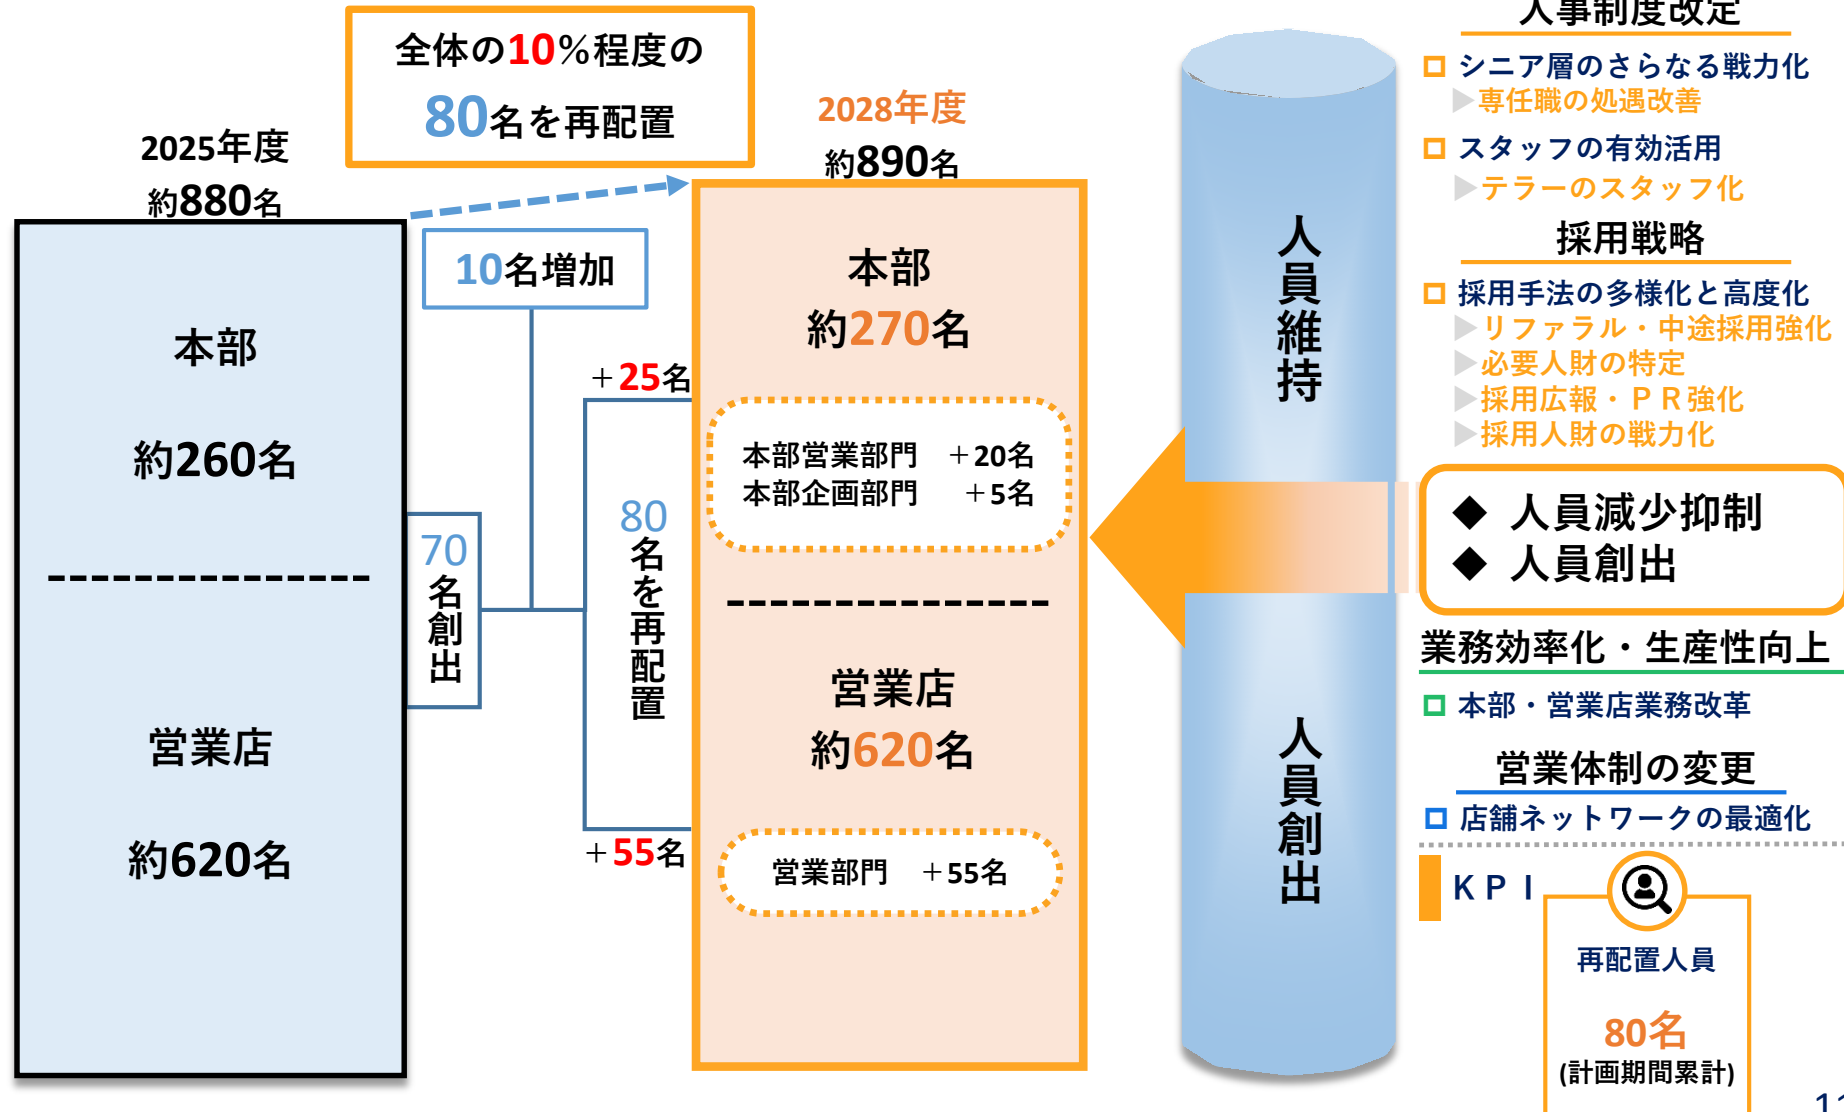 全体の10%程度の
80名を再配置
2025年度
約880名
本部
約260名
営業店
約620名
10名増加
70名創出
80名を再配置
+25名
+55名
2028年度
約890名
本部
約270名
本部営業部門 +20名
本部企画部門 +5名
営業店
約620名
営業部門 +55名
人員維持
人員創出
人事制度改定
シニア層のさらなる戦力化
▶専任職の処遇改善
スタッフの有効活用
▶テラーのスタッフ化
採用戦略
採用手法の多様化と高度化
▶リファラル・中途採用強化
▶必要人財の特定
▶採用広報・PR強化
▶採用人財の戦力化
◆ 人員減少抑制
◆ 人員創出
業務効率化・生産性向上
本部・営業店業務改革
営業体制の変更
店舗ネットワークの最適化
KPI
再配置人員
80名
(計画期間累計)